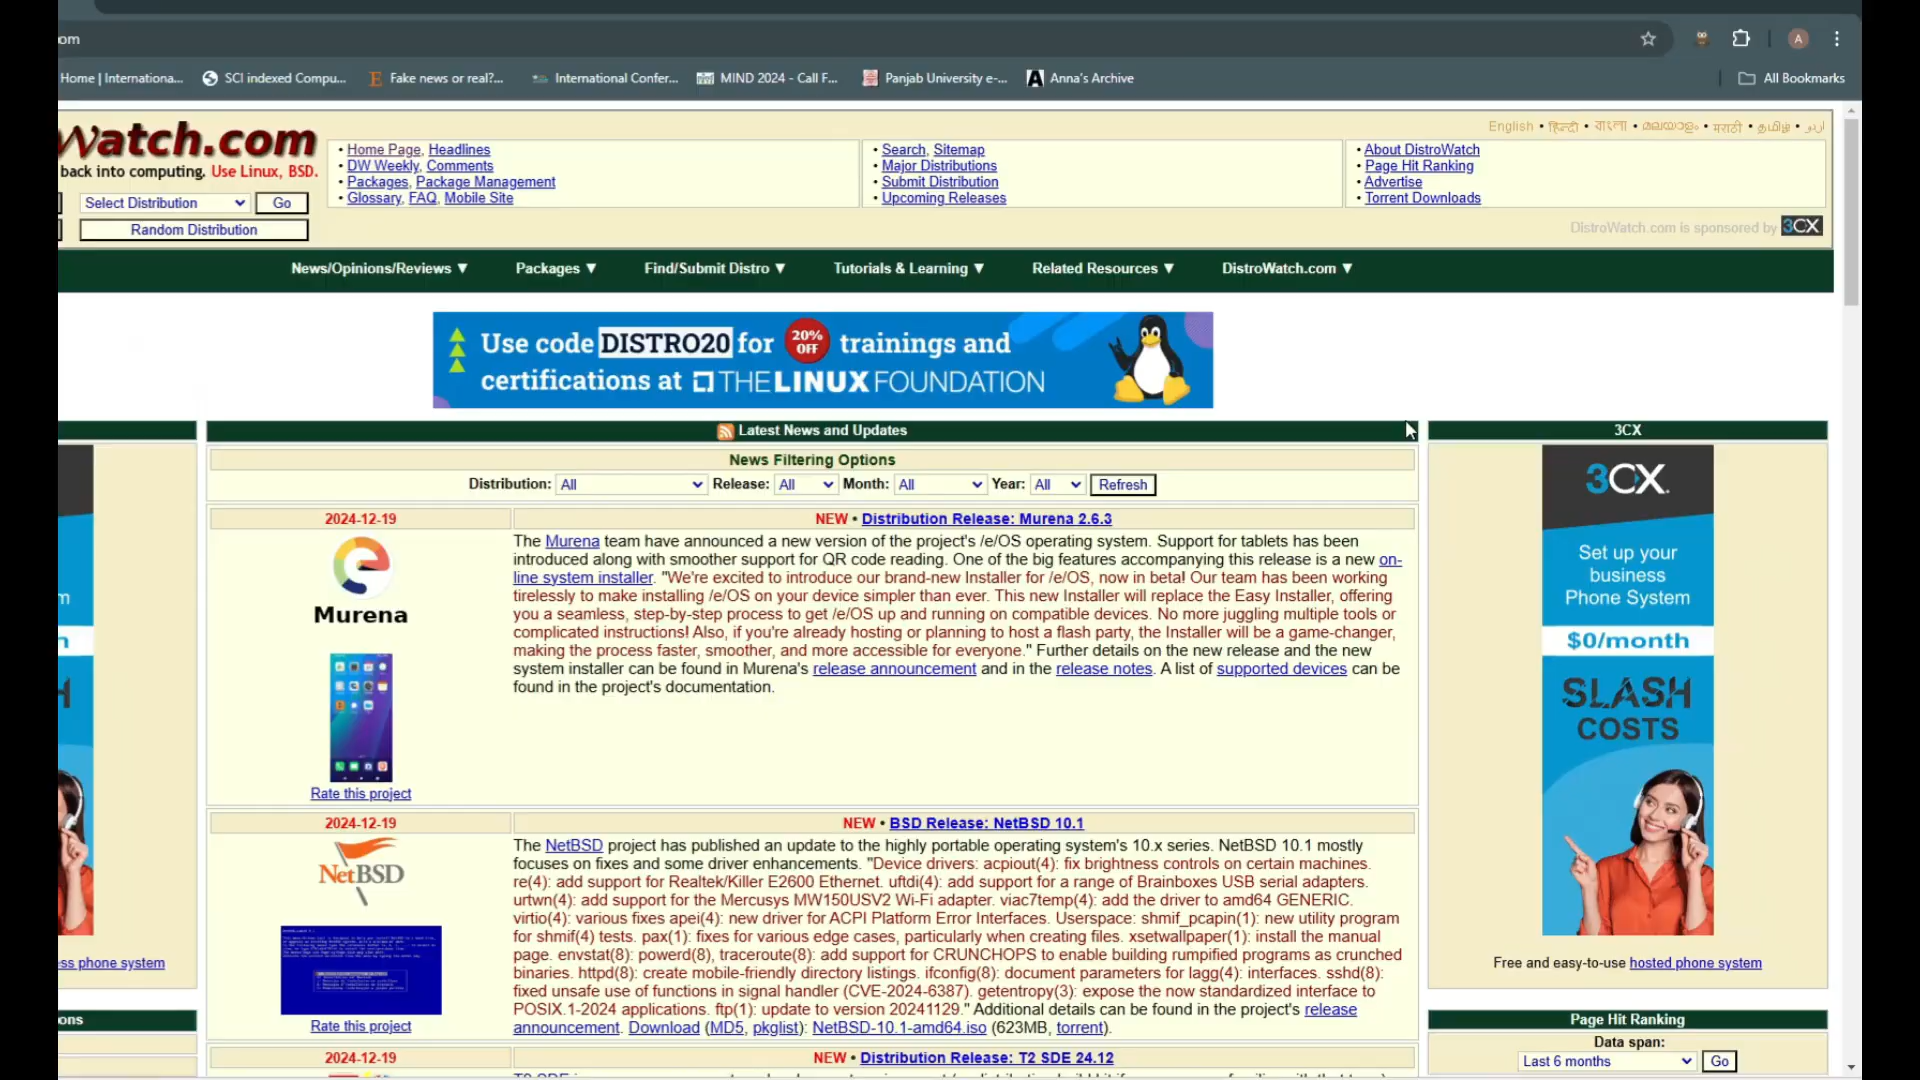 om
Home | Internationa...
SCI indexed Compu...
Fake news or real?...
International Confer...
MIND 2024 - Call F...
Panjab University e-...
Anna's Archive
All Bookmarks
A
Watch.com
back into computing. Use Linux, BSD.
Select Distribution
Go
Random Distribution
• Home Page, Headlines
• DW Weekly, Comments
• Packages, Package Management
• Glossary, FAQ, Mobile Site
• Search, Sitemap
• Major Distributions
• Submit Distribution
• Upcoming Releases
English • हिन्दी • বাংলা • മലയാളം • मराठी • தமிழ் • اردو
• About DistroWatch
• Page Hit Ranking
• Advertise
• Torrent Downloads
DistroWatch.com is sponsored by 3CX
News/Opinions/Reviews ▼
Packages ▼
Find/Submit Distro ▼
Tutorials & Learning ▼
Related Resources ▼
DistroWatch.com ▼
Use code DISTRO20 for 20% OFF trainings and
certifications at THE LINUX FOUNDATION
Latest News and Updates
News Filtering Options
Distribution: All Release: All Month: All Year: All Refresh
2024-12-19
NEW • Distribution Release: Murena 2.6.3
Murena
Rate this project
The Murena team have announced a new version of the project's /e/OS operating system. Support for tablets has been
introduced along with smoother support for QR code reading. One of the big features accompanying this release is a new on-
line system installer. "We're excited to introduce our brand-new Installer for /e/OS, now in beta! Our team has been working
tirelessly to make installing /e/OS on your device simpler than ever. This new Installer will replace the Easy Installer, offering
you a seamless, step-by-step process to get /e/OS up and running on compatible devices. No more juggling multiple tools or
complicated instructions! Also, if you're already hosting or planning to host a flash party, the Installer will be a game-changer,
making the process faster, smoother, and more accessible for everyone." Further details on the new release and the new
system installer can be found in Murena's release announcement and in the release notes. A list of supported devices can be
found in the project's documentation.
2024-12-19
NEW • BSD Release: NetBSD 10.1
NetBSD
Rate this project
The NetBSD project has published an update to the highly portable operating system's 10.x series. NetBSD 10.1 mostly
focuses on fixes and some driver enhancements. "Device drivers: acpiout(4): fix brightness controls on certain machines.
re(4): add support for Realtek/Killer E2600 Ethernet. uftdi(4): add support for a range of Brainboxes USB serial adapters.
urtwn(4): add support for the Mercusys MW150USV2 Wi-Fi adapter. viac7temp(4): add the driver to amd64 GENERIC.
virtio(4): various fixes apei(4): new driver for ACPI Platform Error Interfaces. Userspace: shmif_pcapin(1): new utility program
for shmif(4) tests. pax(1): fixes for various edge cases, particularly when creating files. xsetwallpaper(1): install the manual
page. envstat(8): powerd(8), traceroute(8): add support for CRUNCHOPS to enable building rumpified programs as crunched
binaries. httpd(8): create mobile-friendly directory listings. ifconfig(8): document parameters for lagg(4): interfaces. sshd(8):
fixed unsafe use of functions in signal handler (CVE-2024-6387). getentropy(3): expose the now standardized interface to
POSIX.1-2024 applications. ftp(1): update to version 20241129." Additional details can be found in the project's release
announcement. Download (MD5, pkglist): NetBSD-10.1-amd64.iso (623MB, torrent).
2024-12-19
NEW • Distribution Release: T2 SDE 24.12
3CX
3CX
Set up your
business
Phone System
$0/month
SLASH
COSTS
Free and easy-to-use hosted phone system
Page Hit Ranking
Data span:
Last 6 months
Go
ss phone system
ons